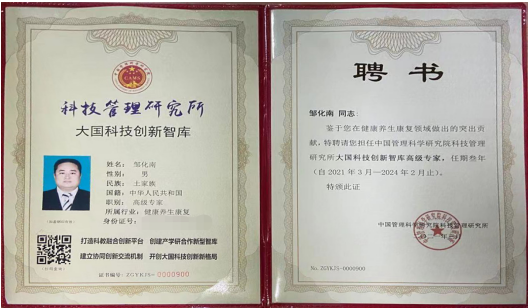 科技管理研究所
大国科技创新智库
姓名：邹化南
性别：男
民族：土家族
国籍：中华人民共和国
职别：高级专家
所属行业：健康养生康复
身份证号：
打造科教融合创新平台 创建产学研合作新型智库
建立协同创新交流机制 开创大国科技创新新格局
证书编号：ZGYKJS-0000900
聘书
邹化南 同志：
鉴于您在健康养生康复领域做出的突出贡
献，特聘请您担任中国管理科学研究院科技管理
研究所大国科技创新智库高级专家，任期叁年
（自2021年3月—2024年2月止）。
特颁此证
中国管理科学研究院科技管理研究所
No.ZGYKJS-0000900